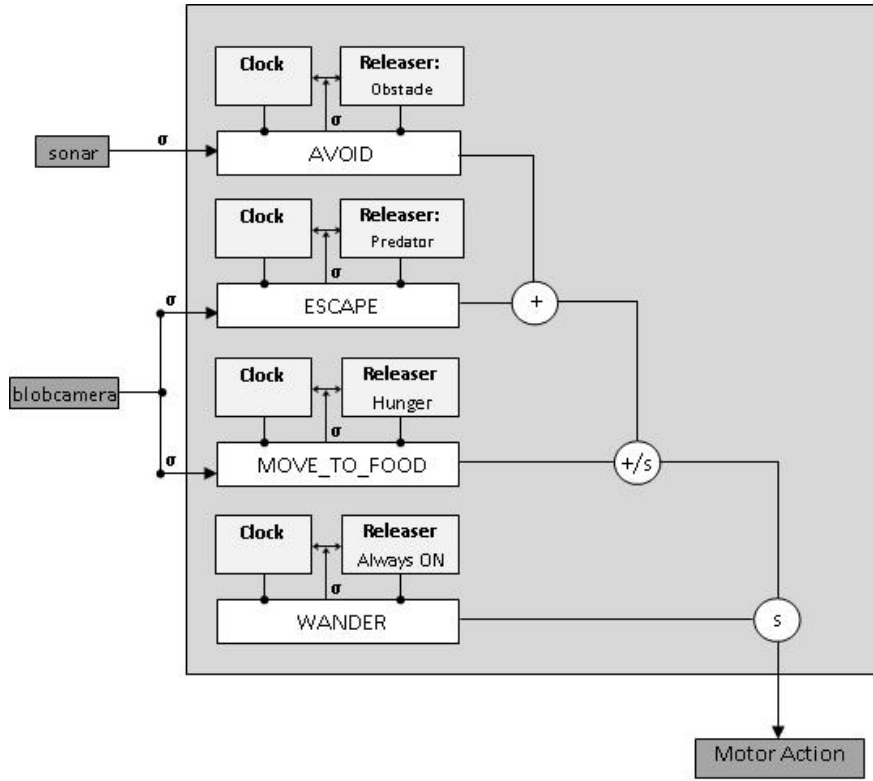 Clock
Releaser:
Obstacle
σ
σ
sonar
AVOID
Clock
Releaser:
Predator
σ
σ
ESCAPE
+
Clock
Releaser
Hunger
blobcamera
σ
σ
MOVE_TO_FOOD
+/s
Clock
Releaser
Always ON
σ
WANDER
s
Motor Action